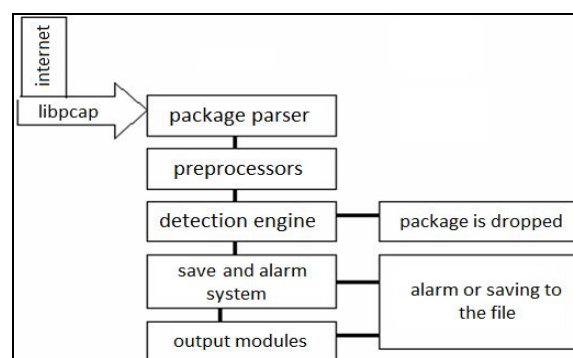 internet
libpcap
package parser
preprocessors
detection engine
package is dropped
save and alarm
system
alarm or saving to
the file
output modules